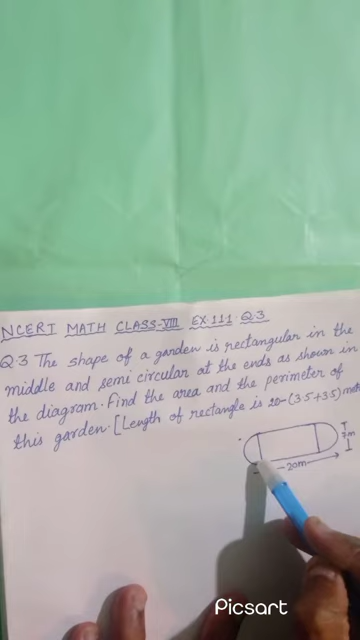 NCERT MATH CLASS-VIII EX:11.1 Q.3
Q.3 The shape of a garden is rectangular in the
middle and semi circular at the ends as shown in
the diagram. Find the area and the perimeter of
this garden. [Length of rectangle is 20-(3.5+3.5) met
7m
20m
Picsart